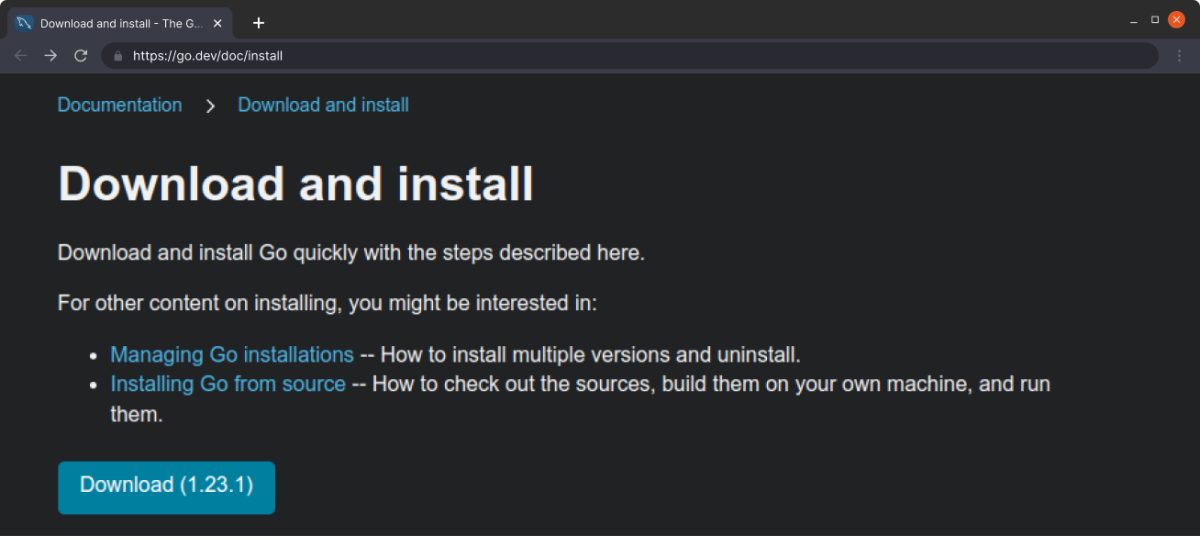 Download and install - The G...
https://go.dev/doc/install
Documentation > Download and install
Download and install
Download and install Go quickly with the steps described here.
For other content on installing, you might be interested in:
• Managing Go installations -- How to install multiple versions and uninstall.
• Installing Go from source -- How to check out the sources, build them on your own machine, and run
them.
Download (1.23.1)